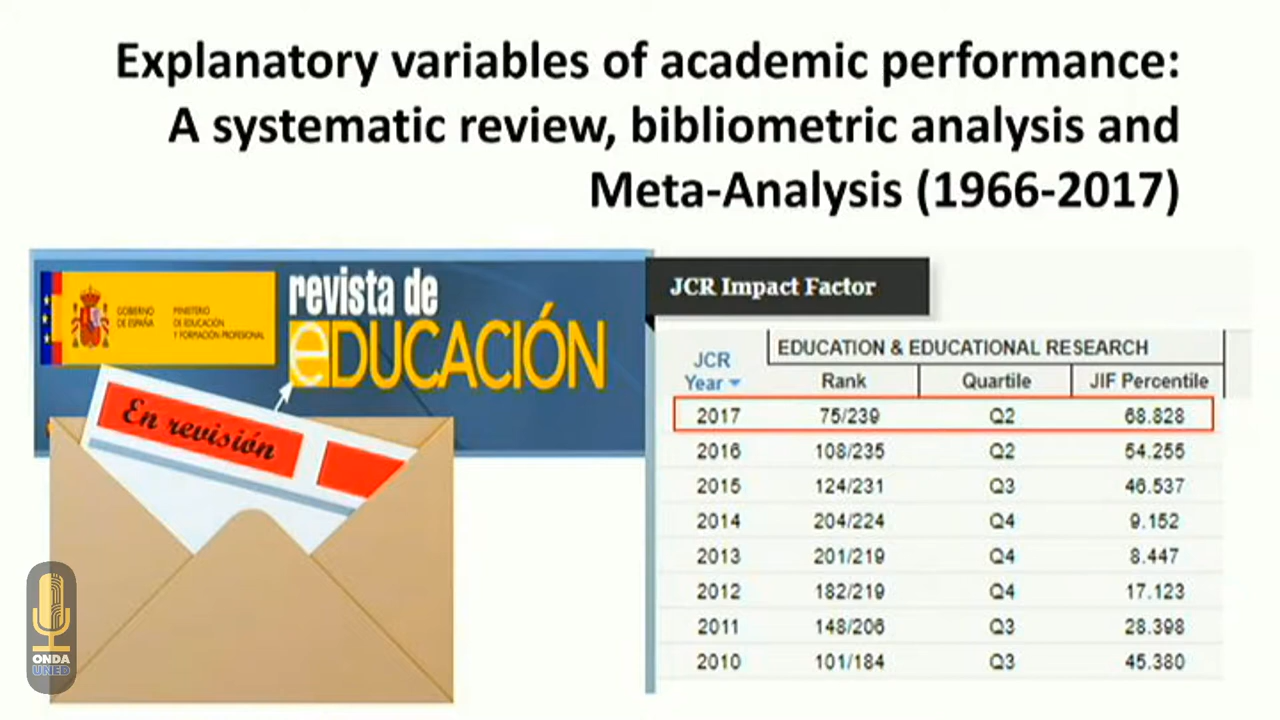 Explanatory variables of academic performance:
A systematic review, bibliometric analysis and
Meta-Analysis (1966-2017)
GOBIERNO
DE ESPAÑA
MINISTERIO
DE EDUCACIÓN
Y FORMACIÓN PROFESIONAL
revista de
eDUCACIÓN
En revisión
JCR Impact Factor
JCR
Year
EDUCATION & EDUCATIONAL RESEARCH
Rank Quartile JIF Percentile
2017 75/239 Q2 68.828
2016 108/235 Q2 54.255
2015 124/231 Q3 46.537
2014 204/224 Q4 9.152
2013 201/219 Q4 8.447
2012 182/219 Q4 17.123
2011 148/206 Q3 28.398
2010 101/184 Q3 45.380
ONDA
UNED